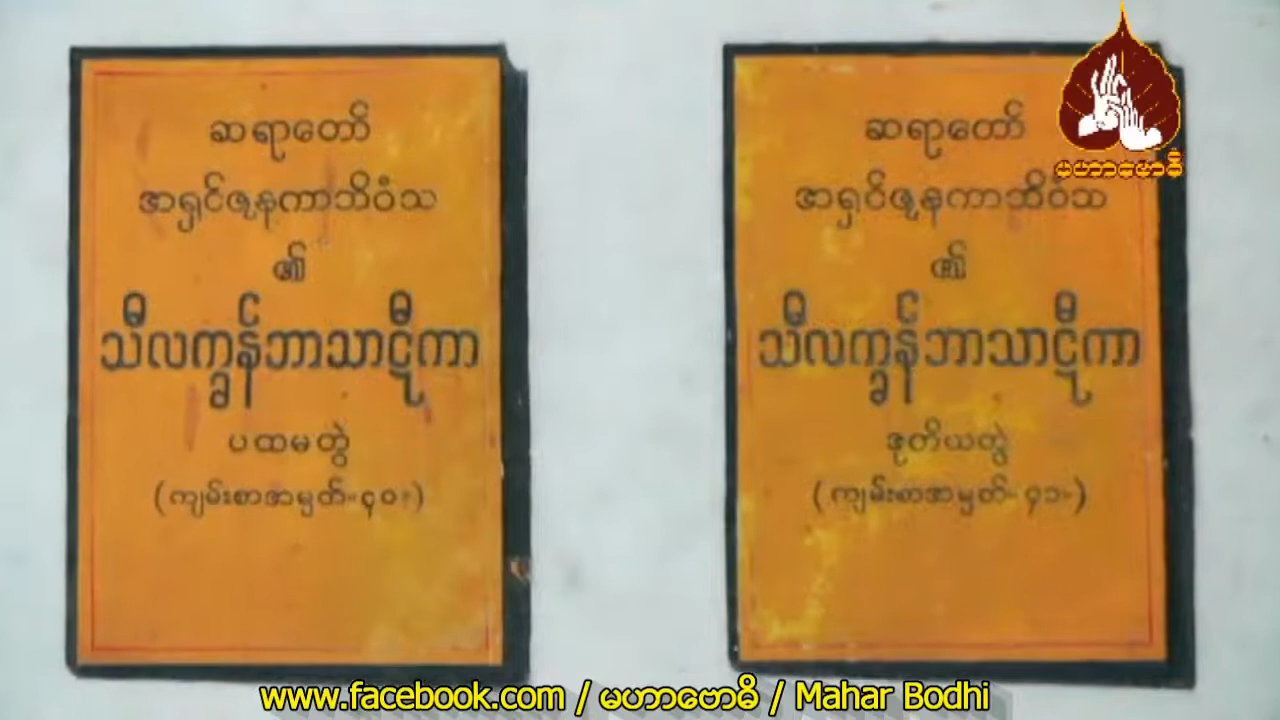 ဆရာတော်
အရှင်ဇနကာဘိဝံသ
၏
သီလက္ခန်ဘာသာဋီကာ
ပထမတွဲ
(ကျမ်းစာအမှတ်-၄၀-)
ဆရာတော်
အရှင်ဇနကာဘိဝံသ
၏
သီလက္ခန်ဘာသာဋီကာ
ဒုတိယတွဲ
(ကျမ်းစာအမှတ်-၄၁-)
မဟာဗောဓိ
www.facebook.com / မဟာဗောဓိ / Mahar Bodhi